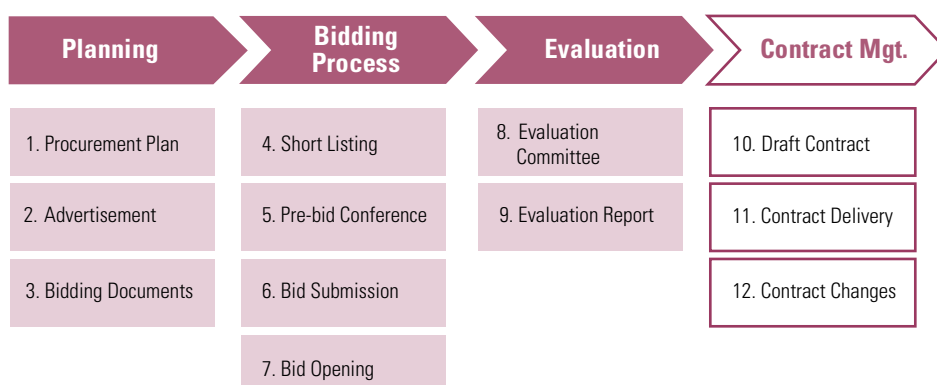 Planning
Bidding
Process
Evaluation
Contract Mgt.
1. Procurement Plan
2. Advertisement
3. Bidding Documents
4. Short Listing
5. Pre-bid Conference
6. Bid Submission
7. Bid Opening
8. Evaluation
Committee
9. Evaluation Report
10. Draft Contract
11. Contract Delivery
12. Contract Changes